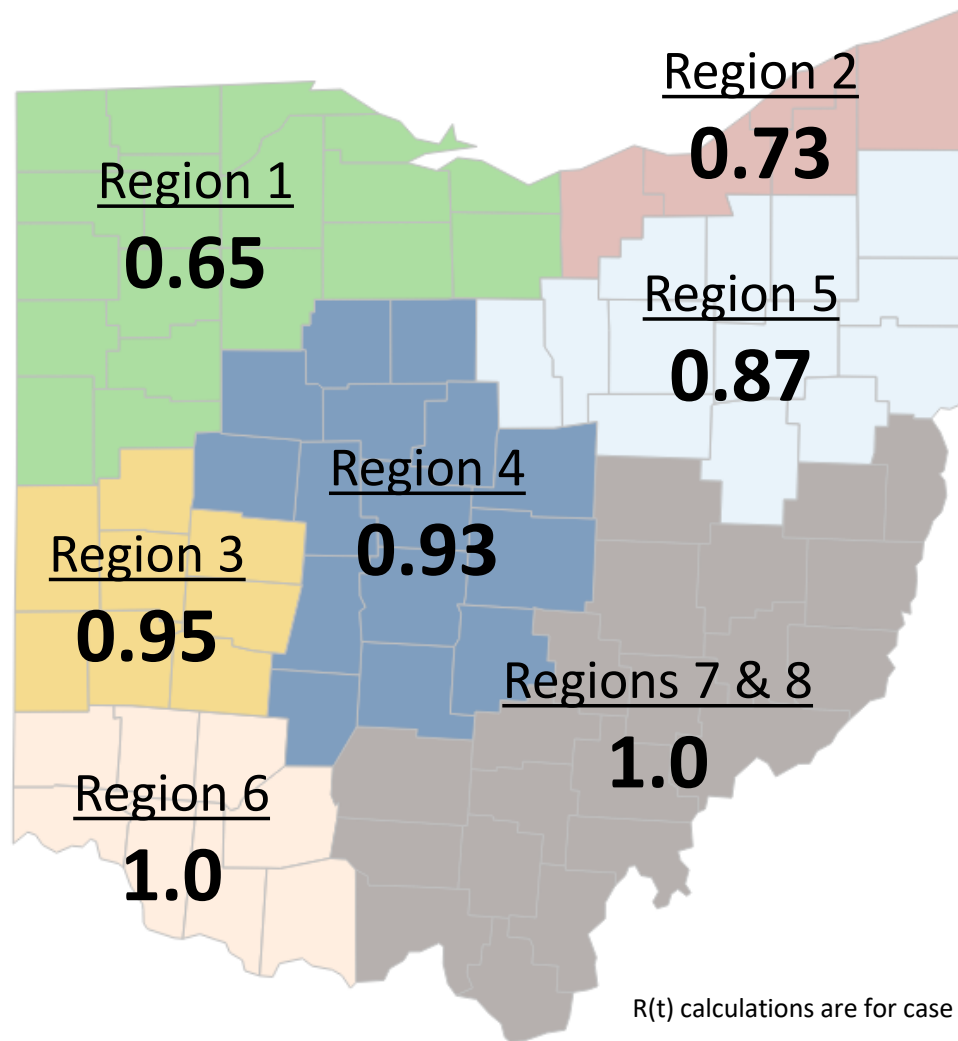 Region 2
0.73
Region 1
0.65
Region 5
0.87
Region 4
0.93
Region 3
0.95
Regions 7 & 8
1.0
Region 6
1.0
R(t) calculations are for case